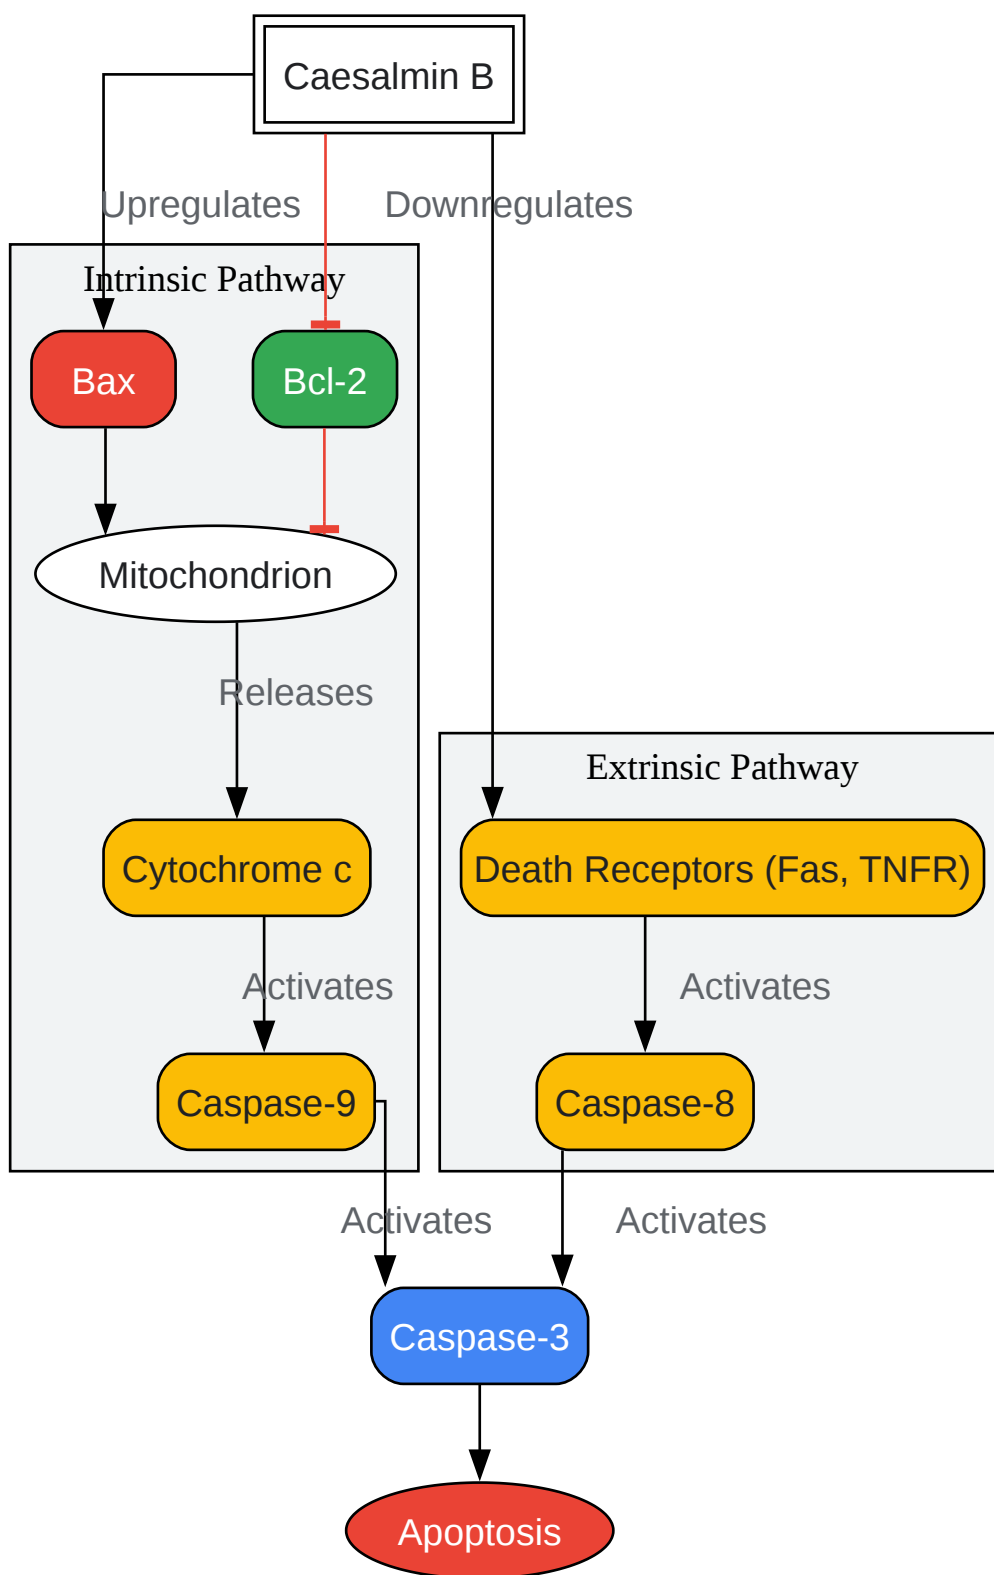 Caesalmin B
Upregulates
Downregulates
Intrinsic Pathway
Bax
Bcl-2
Mitochondrion
Releases
Extrinsic Pathway
Cytochrome c
Death Receptors (Fas, TNFR)
Activates
Activates
Caspase-9
Caspase-8
Activates
Activates
Caspase-3
Apoptosis